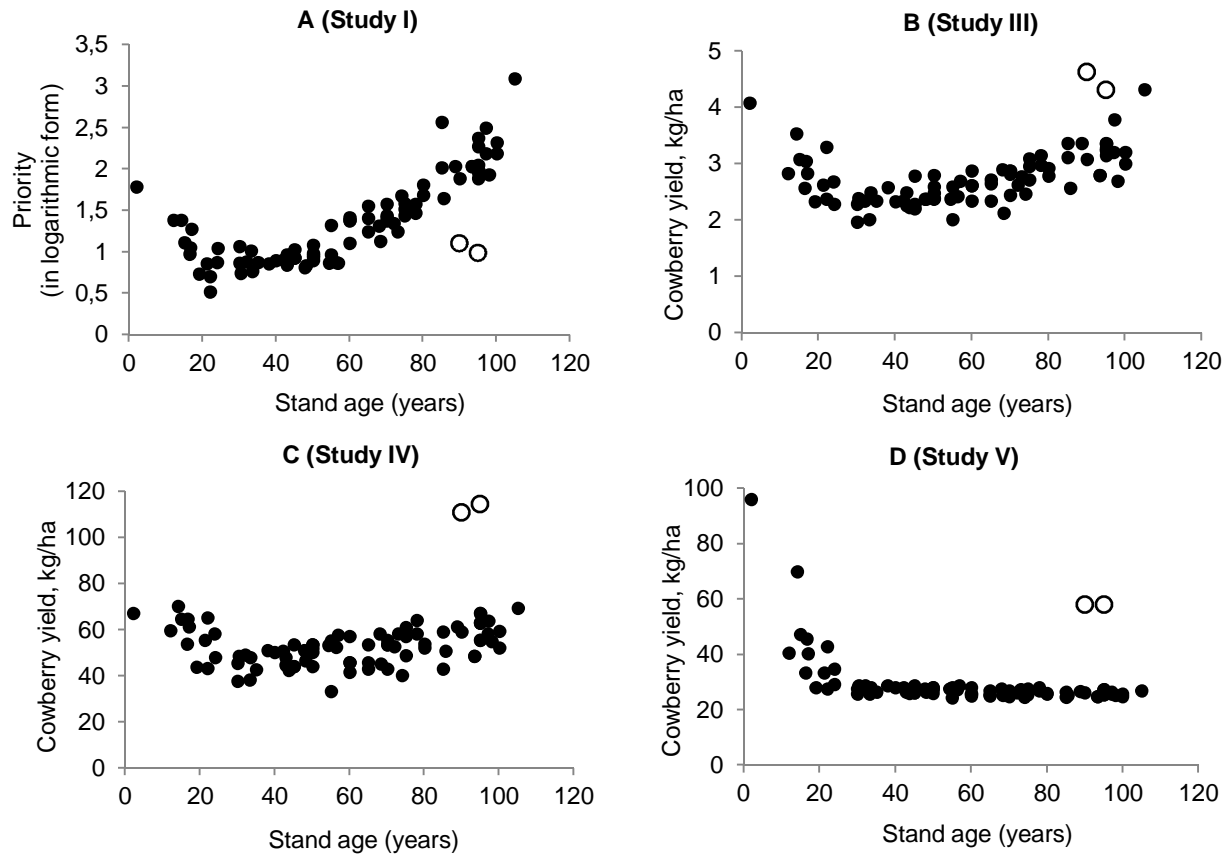 A (Study I)
Priority
(in logarithmic form)
3,5
3
2,5
2
1,5
1
0,5
0
0 20 40 60 80 100 120
Stand age (years)
B (Study III)
Cowberry yield, kg/ha
5
4
3
2
1
0
0 20 40 60 80 100 120
Stand age (years)
C (Study IV)
Cowberry yield, kg/ha
120
100
80
60
40
20
0
0 20 40 60 80 100 120
Stand age (years)
D (Study V)
Cowberry yield, kg/ha
100
80
60
40
20
0
0 20 40 60 80 100 120
Stand age (years)